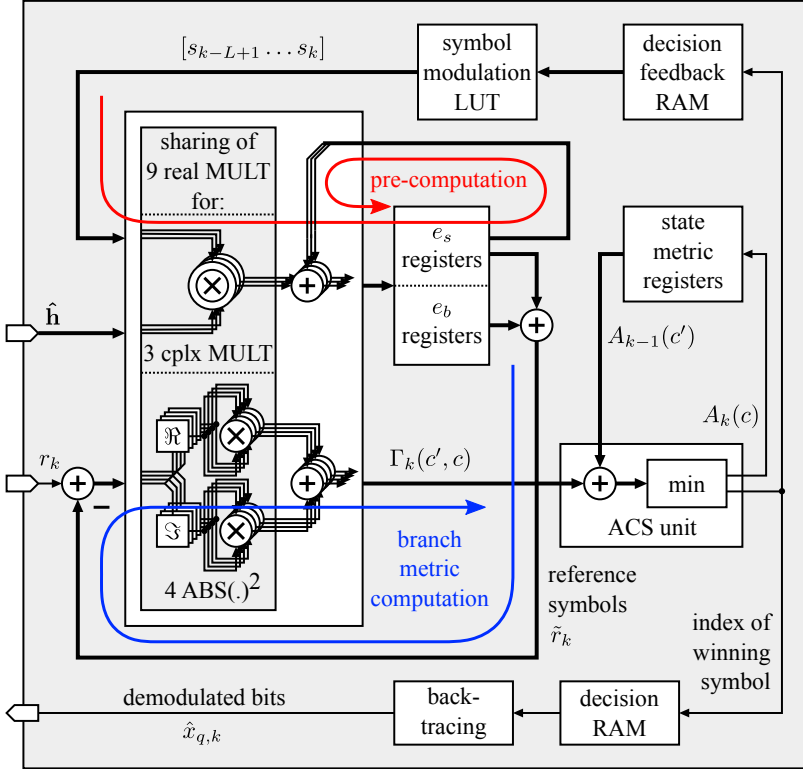 [s_{k-L+1} ... s_k]
symbol
modulation
LUT
decision
feedback
RAM
sharing of
9 real MULT
for:
pre-computation
e_s
registers
e_b
registers
state
metric
registers
ĥ
3 cplx MULT
A_{k-1}(c')
A_k(c)
ℜ
r_k
Γ_k(c', c)
min
ACS unit
−
ℑ
4 ABS(.)²
branch
metric
computation
reference
symbols
r̃_k
index of
winning
symbol
demodulated bits
x̂_{q,k}
back-
tracing
decision
RAM